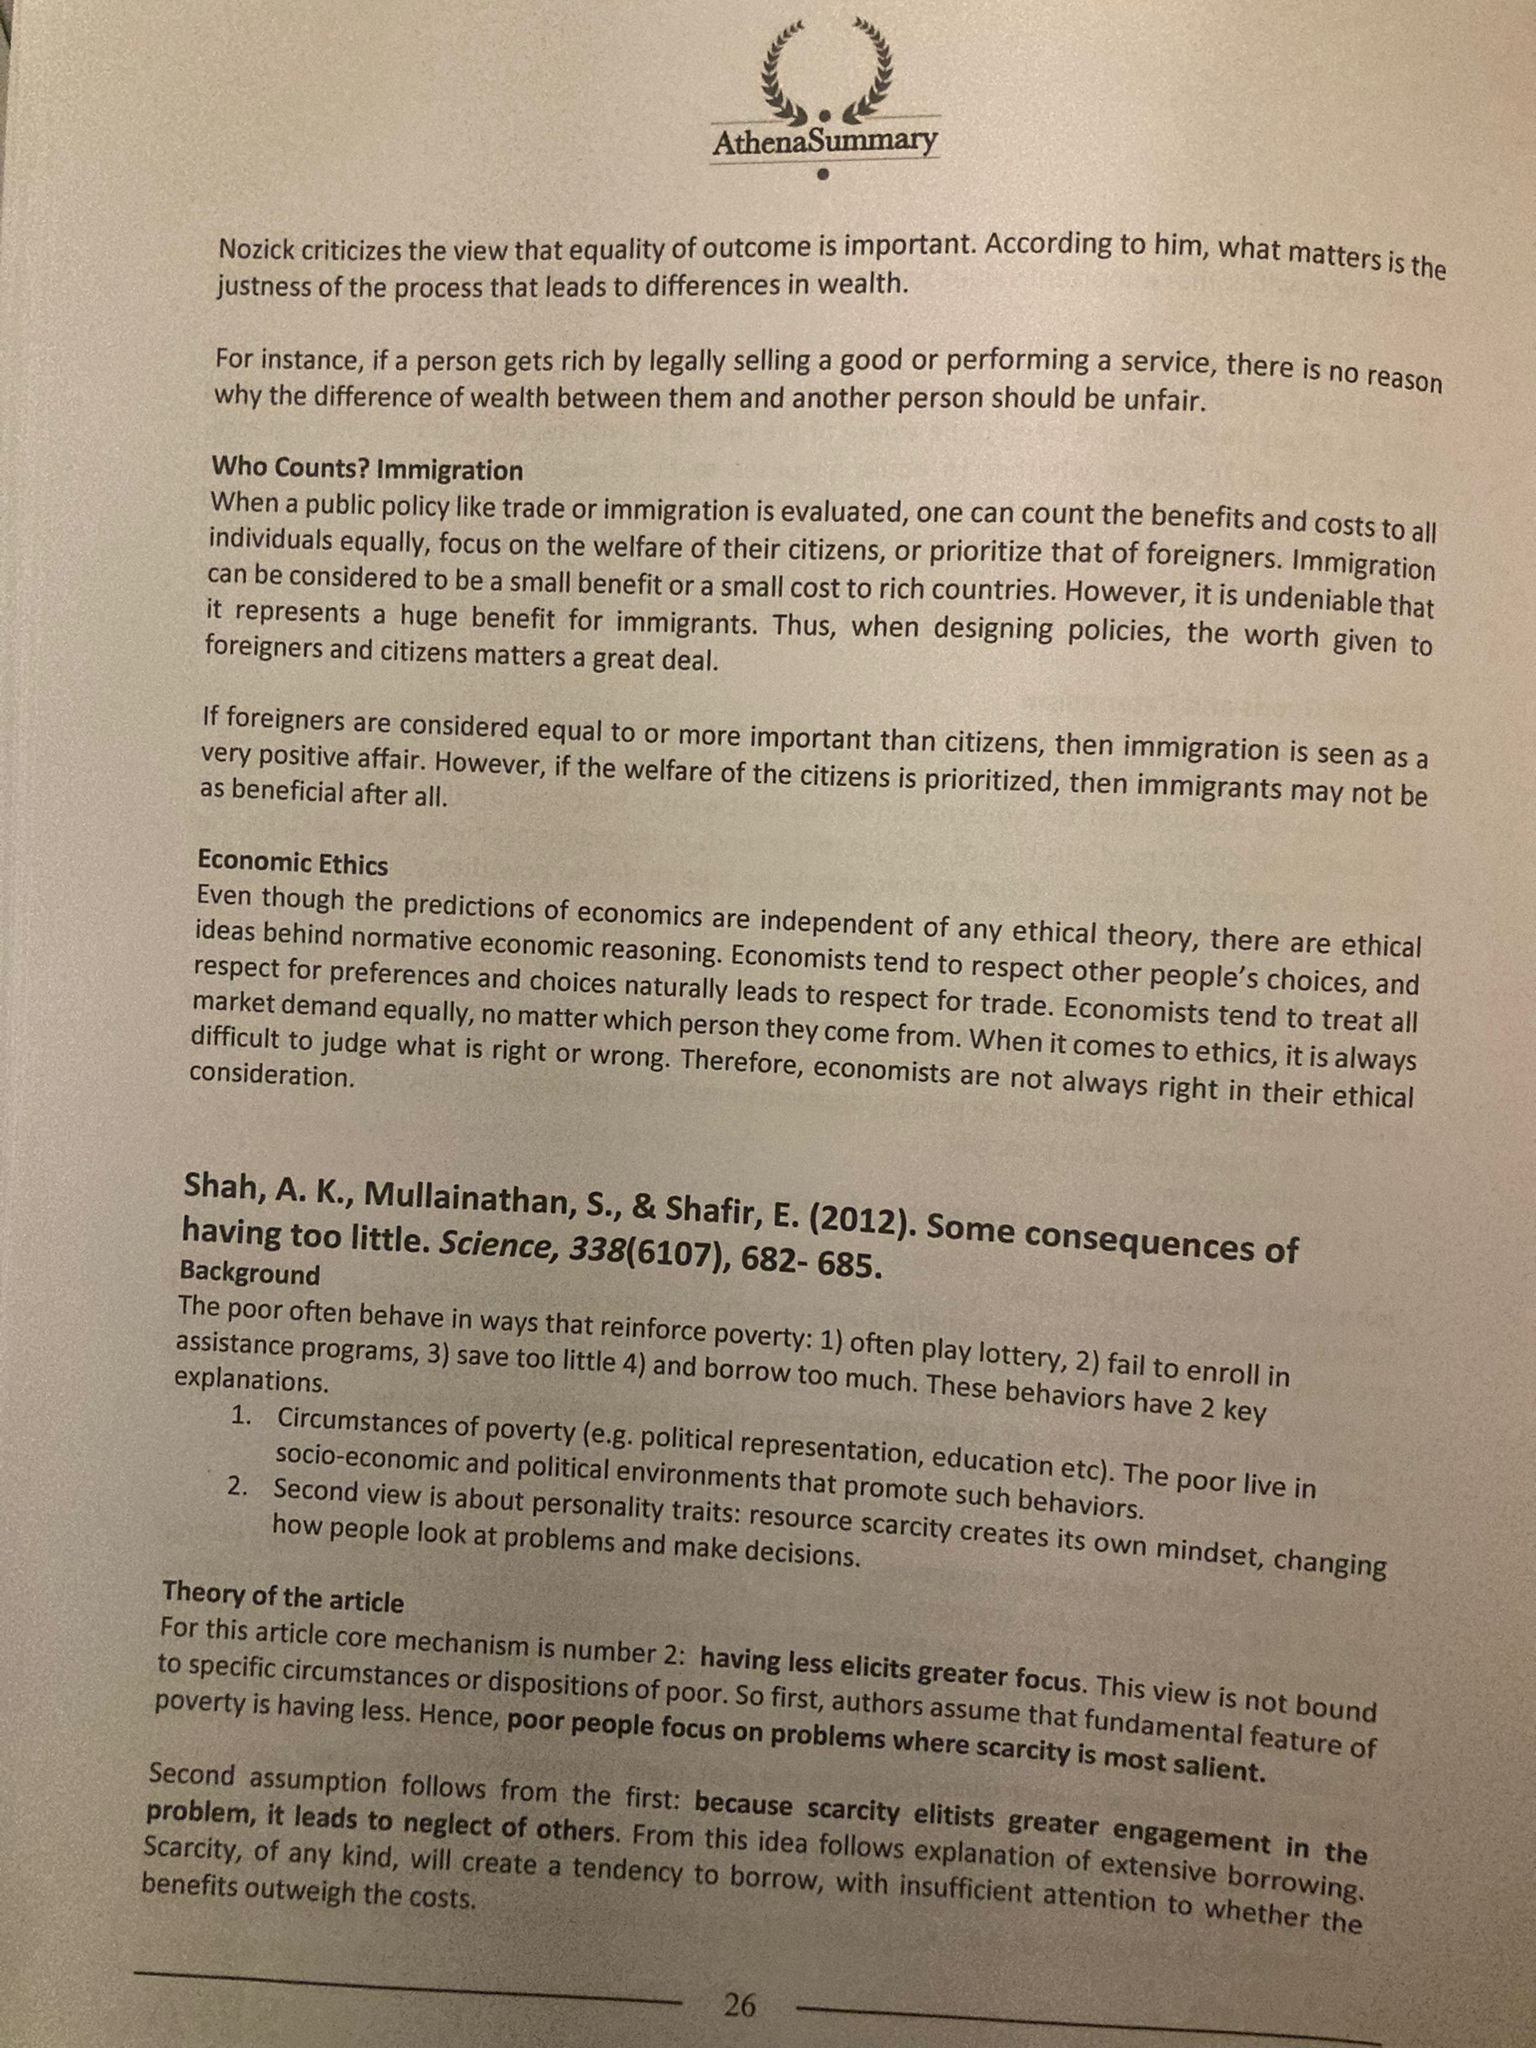 AthenaSummary
Nozick criticizes the view that equality of outcome is important. According to him, what matters is the
justness of the process that leads to differences in wealth.
For instance, if a person gets rich by legally selling a good or performing a service, there is no reason
why the difference of wealth between them and another person should be unfair.
Who Counts? Immigration
When a public policy like trade or immigration is evaluated, one can count the benefits and costs to all
individuals equally, focus on the welfare of their citizens, or prioritize that of foreigners. Immigration
can be considered to be a small benefit or a small cost to rich countries. However, it is undeniable that
it represents a huge benefit for immigrants. Thus, when designing policies, the worth given to
foreigners and citizens matters a great deal.
If foreigners are considered equal to or more important than citizens, then immigration is seen as a
very positive affair. However, if the welfare of the citizens is prioritized, then immigrants may not be
as beneficial after all.
Economic Ethics
Even though the predictions of economics are independent of any ethical theory, there are ethical
ideas behind normative economic reasoning. Economists tend to respect other people's choices, and
respect for preferences and choices naturally leads to respect for trade. Economists tend to treat all
market demand equally, no matter which person they come from. When it comes to ethics, it is always
difficult to judge what is right or wrong. Therefore, economists are not always right in their ethical
consideration.
Shah, A. K., Mullainathan, S., & Shafir, E. (2012). Some consequences of
having too little. Science, 338(6107), 682- 685.
Background
The poor often behave in ways that reinforce poverty: 1) often play lottery, 2) fail to enroll in
assistance programs, 3) save too little 4) and borrow too much. These behaviors have 2 key
explanations.
1. Circumstances of poverty (e.g. political representation, education etc). The poor live in
socio-economic and political environments that promote such behaviors.
2. Second view is about personality traits: resource scarcity creates its own mindset, changing
how people look at problems and make decisions.
Theory of the article
For this article core mechanism is number 2: having less elicits greater focus. This view is not bound
to specific circumstances or dispositions of poor. So first, authors assume that fundamental feature of
poverty is having less. Hence, poor people focus on problems where scarcity is most salient.
Second assumption follows from the first: because scarcity elitists greater engagement in the
problem, it leads to neglect of others. From this idea follows explanation of extensive borrowing.
Scarcity, of any kind, will create a tendency to borrow, with insufficient attention to whether the
benefits outweigh the costs.
26